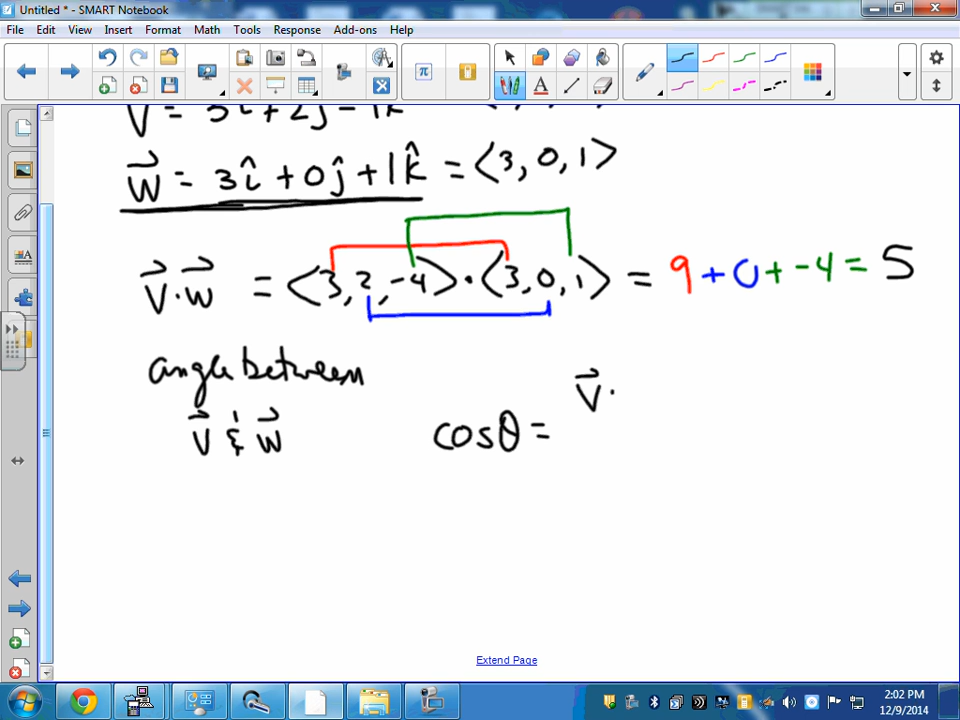 Untitled * - SMART Notebook
File Edit View Insert Format Math Tools Response Add-ons Help
w = 3î + 0ĵ + 1k̂ = <3, 0, 1>
v · w = <3, 2, -4> · <3, 0, 1> = 9 + 0 + -4 = 5
angle between
v & w
cosθ =
v ·
Extend Page
2:02 PM
12/9/2014